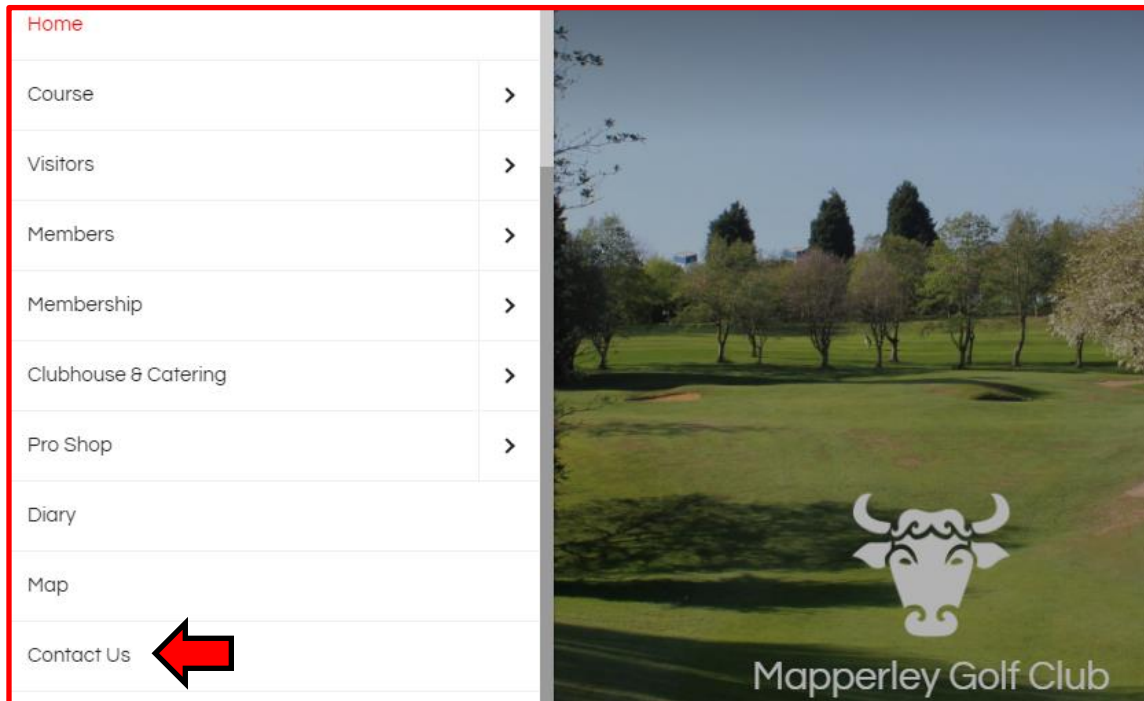 Home
Course
Visitors
Members
Membership
Clubhouse & Catering
Pro Shop
Diary
Map
Contact Us
Mapperley Golf Club